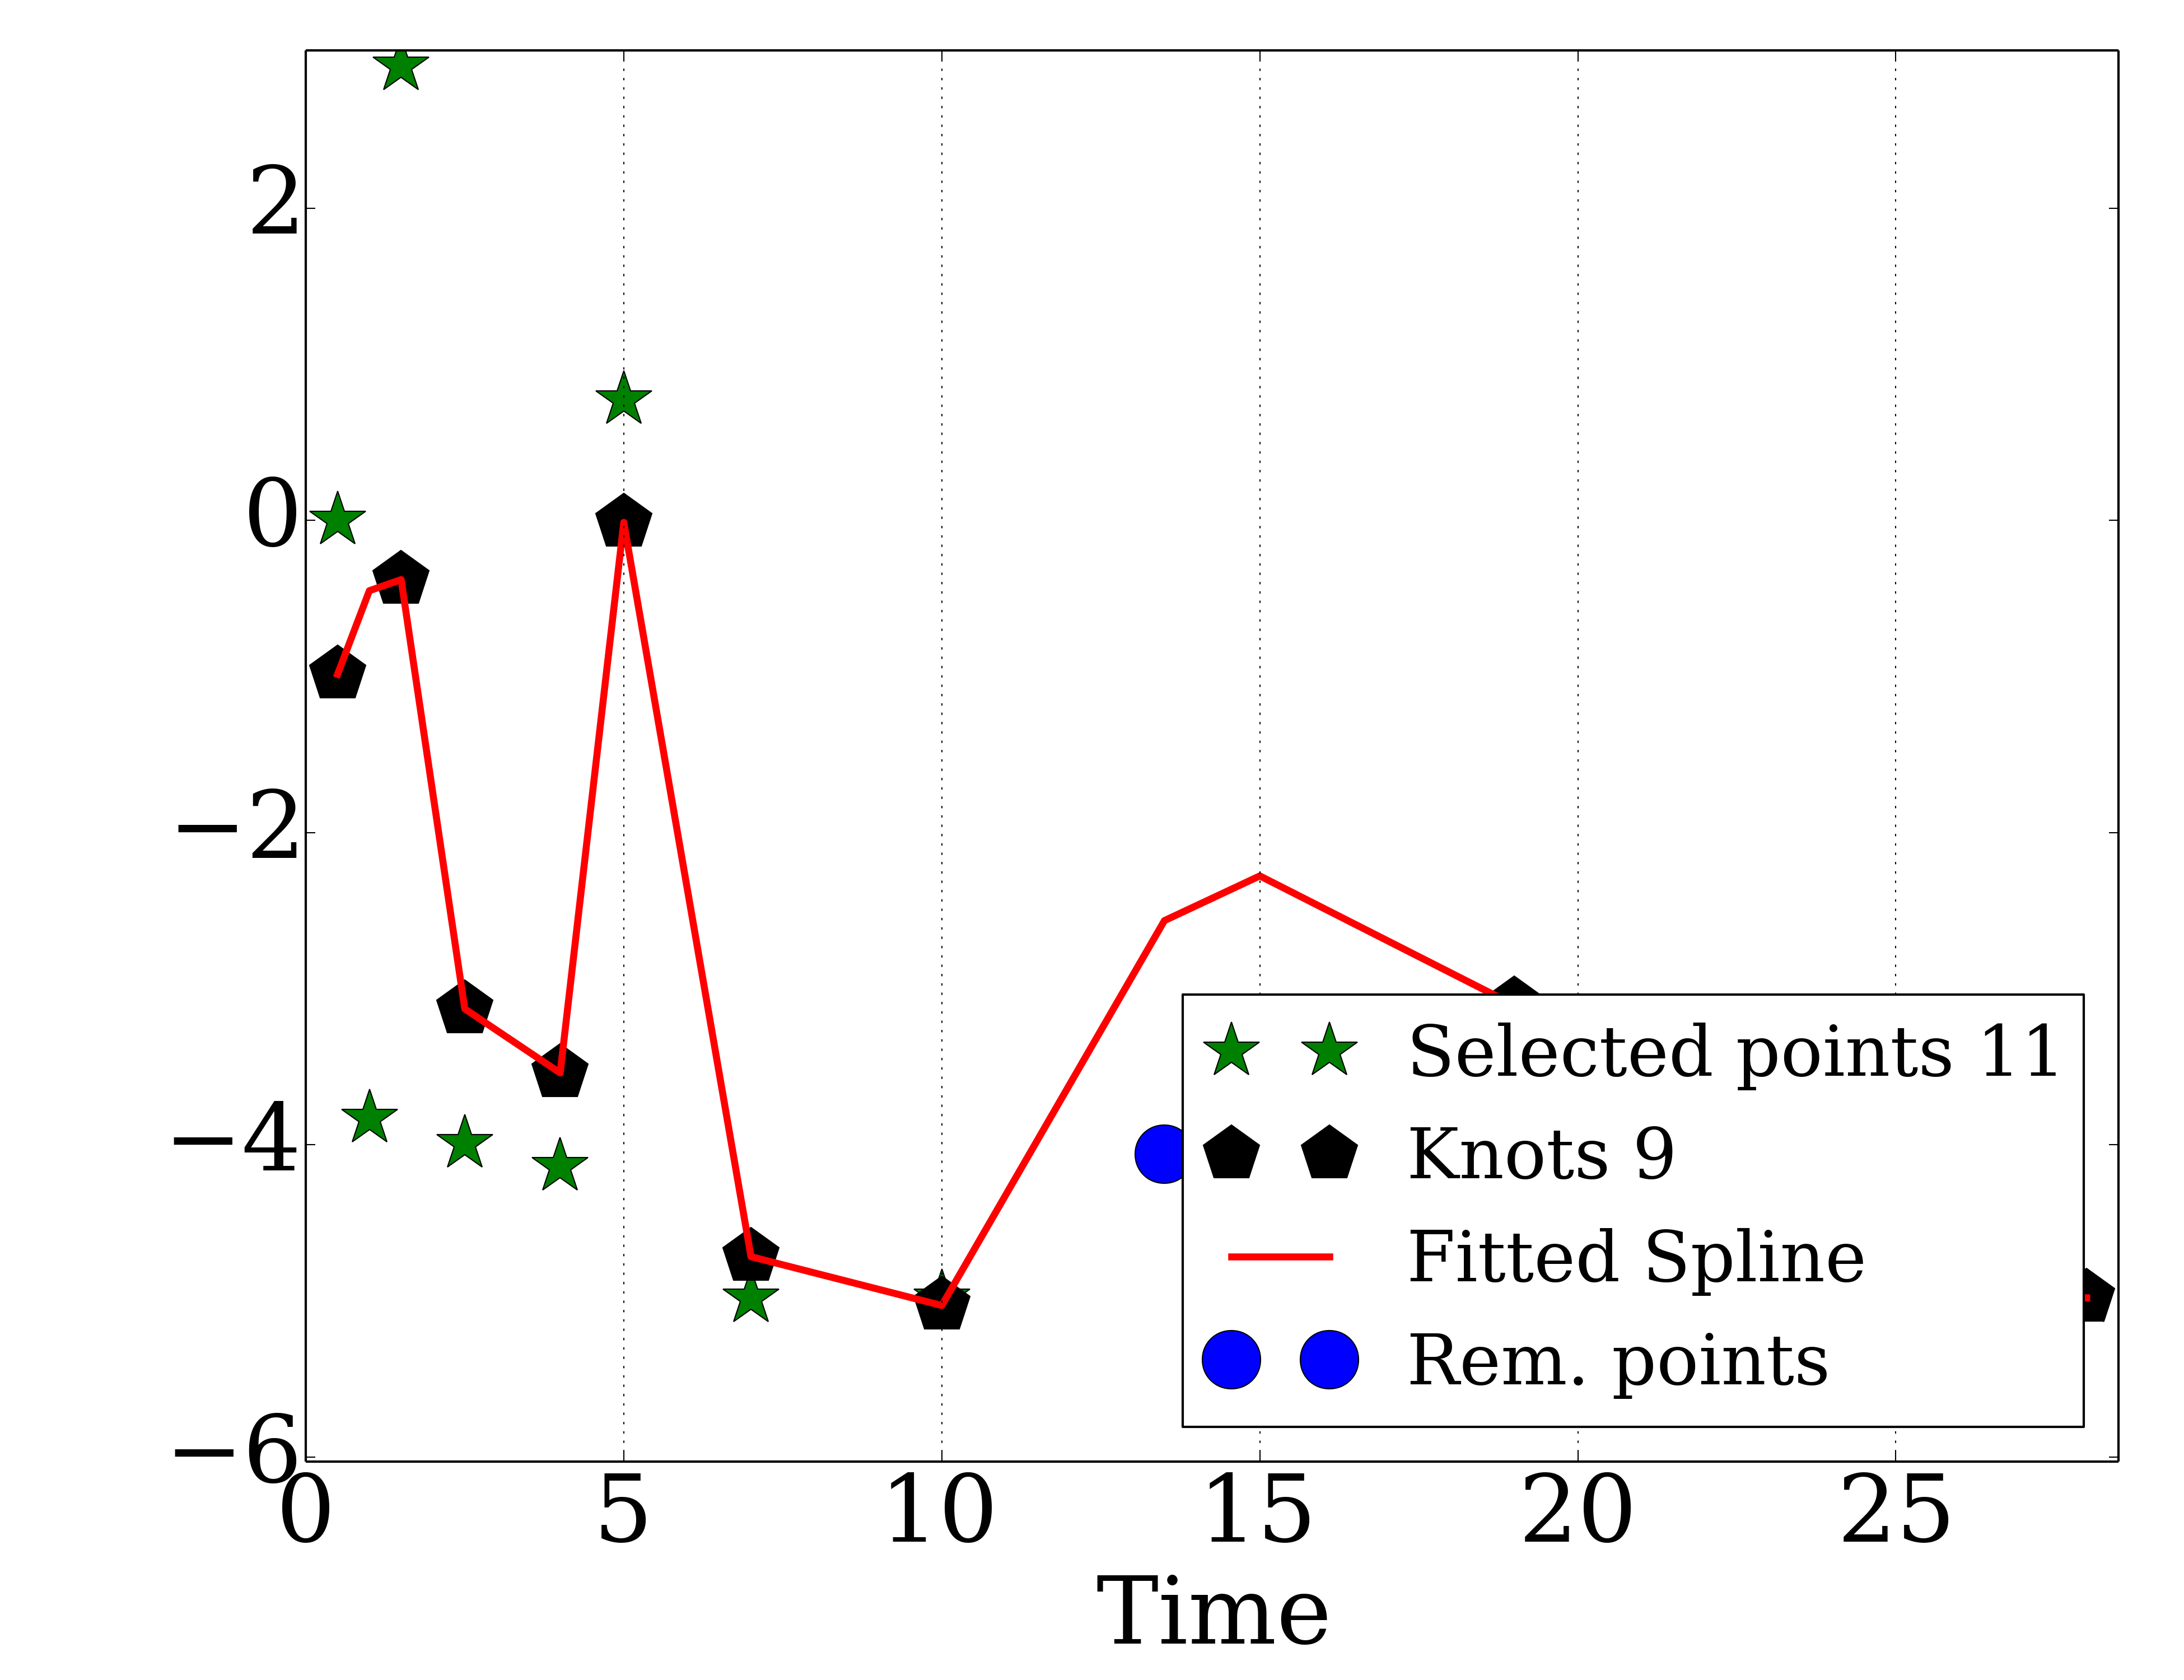 2
0
−2
−4
−6
0 5 10 15 20 25
Time
Selected points 11
Knots 9
Fitted Spline
Rem. points